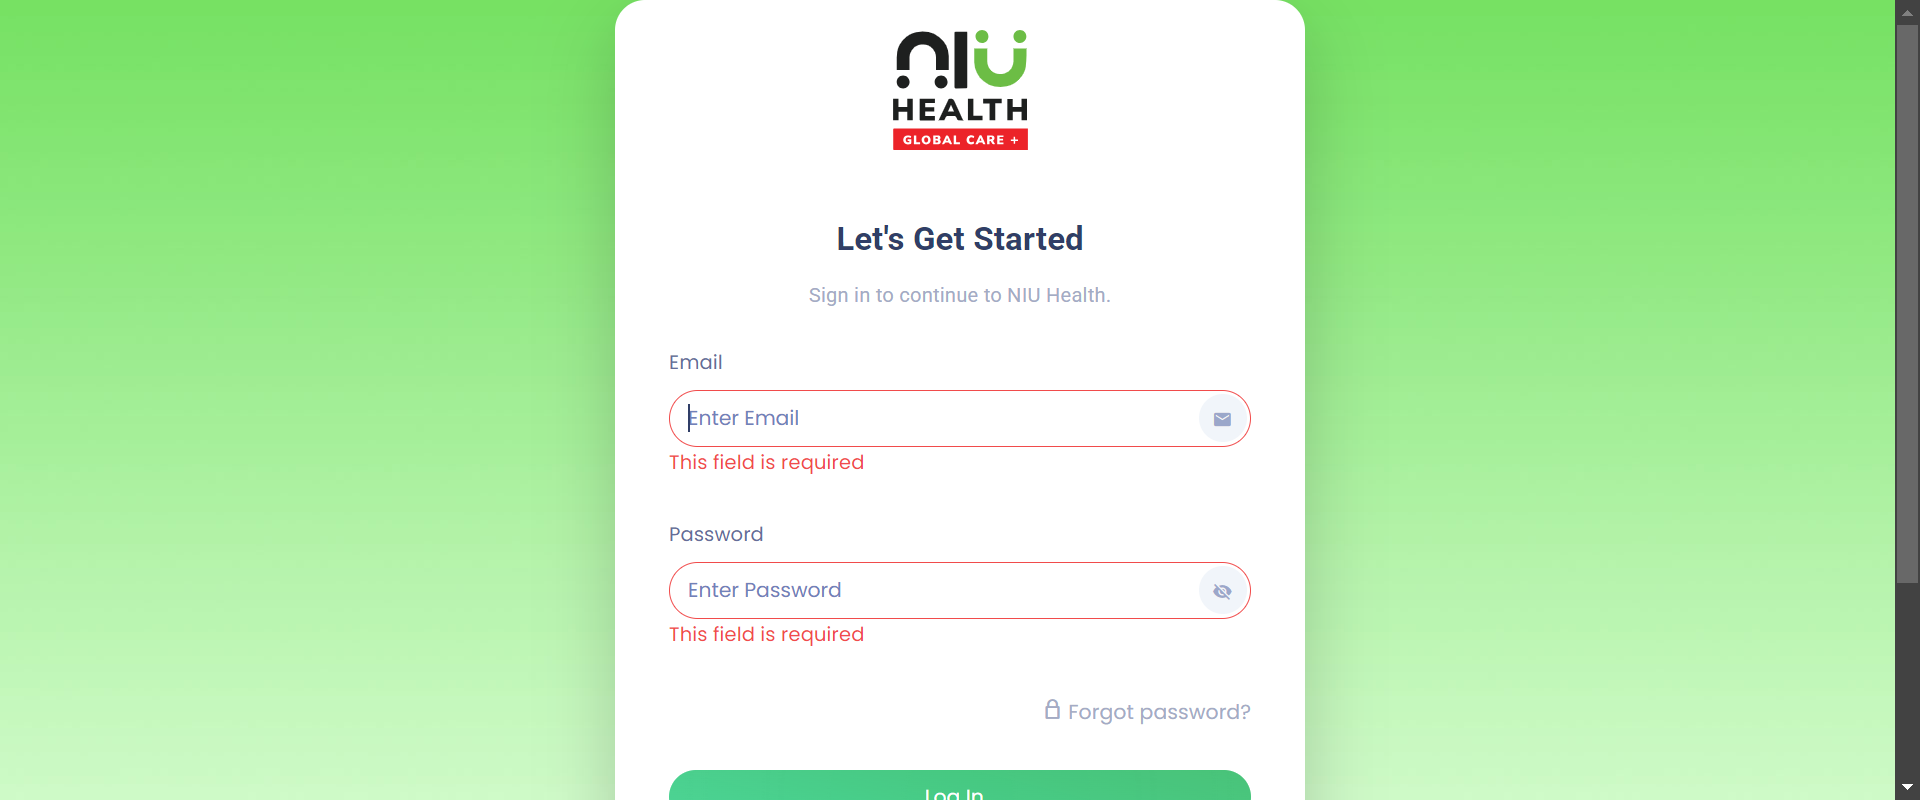 NIU
HEALTH
GLOBAL CARE +
Let's Get Started
Sign in to continue to NIU Health.
Email
Enter Email
This field is required
Password
Enter Password
This field is required
Forgot password?
Log In